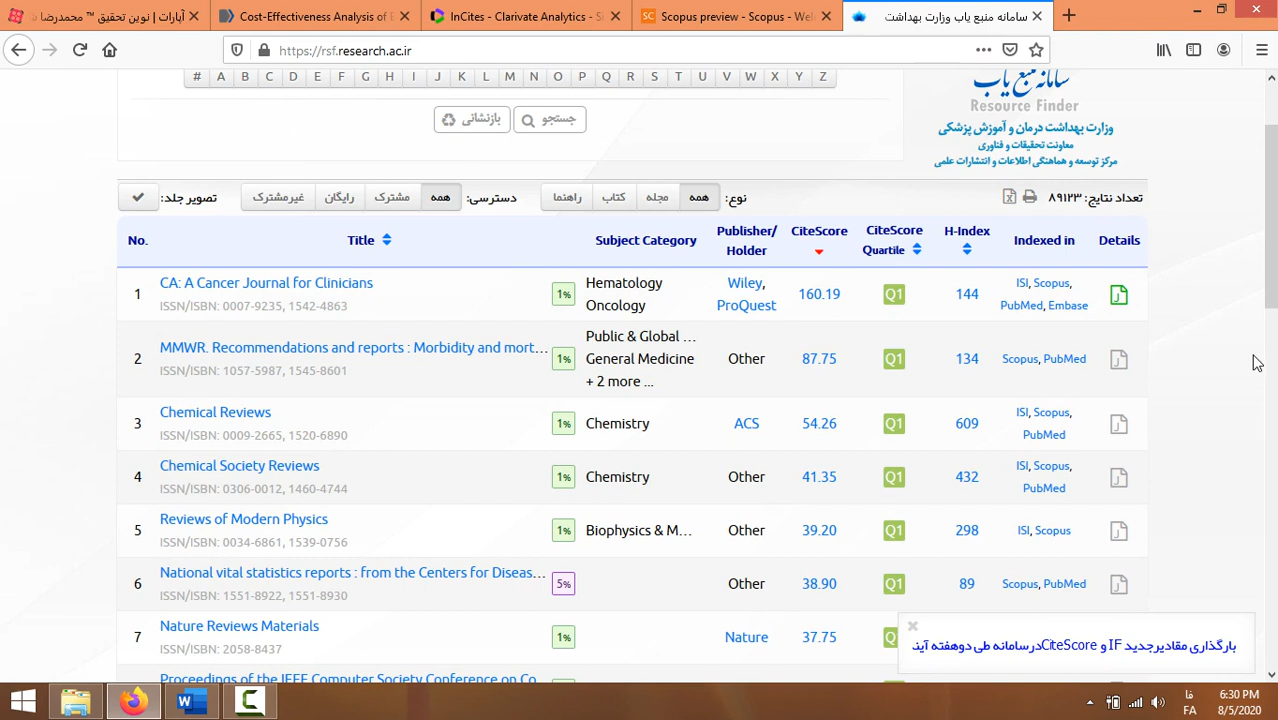 آپارات | نوین تحقیق ™ محمدرضا ش
Cost-Effectiveness Analysis of E
InCites - Clarivate Analytics - S
Scopus preview - Scopus - Wel
سامانه منبع یاب وزارت بهداشت
https://rsf.research.ac.ir
# A B C D E F G H I J K L M N O P Q R S T U V W X Y Z
سامانه منبع یاب
Resource Finder
وزارت بهداشت درمان و آموزش پزشکی
معاونت تحقیقات و فناوری
مرکز توسعه و هماهنگی اطلاعات و انتشارات علمی
جستجو بازنشانی
تعداد نتایج: ۸۹۱۲۳ نوع: همه مجله کتاب راهنما دسترسی: همه مشترک رایگان غیرمشترک تصویر جلد:
No. Title Subject Category Publisher/ Holder CiteScore CiteScore Quartile H-Index Indexed in Details
1 CA: A Cancer Journal for Clinicians 1% Hematology Wiley, 160.19 Q1 144 ISI, Scopus,
ISSN/ISBN: 0007-9235, 1542-4863 Oncology ProQuest PubMed, Embase
Public & Global ...
2 MMWR. Recommendations and reports : Morbidity and mort... 1% General Medicine Other 87.75 Q1 134 Scopus, PubMed
ISSN/ISBN: 1057-5987, 1545-8601 + 2 more ...
3 Chemical Reviews 1% Chemistry ACS 54.26 Q1 609 ISI, Scopus,
ISSN/ISBN: 0009-2665, 1520-6890 PubMed
4 Chemical Society Reviews 1% Chemistry Other 41.35 Q1 432 ISI, Scopus,
ISSN/ISBN: 0306-0012, 1460-4744 PubMed
5 Reviews of Modern Physics 1% Biophysics & M... Other 39.20 Q1 298 ISI, Scopus
ISSN/ISBN: 0034-6861, 1539-0756
6 National vital statistics reports : from the Centers for Diseas... 5% Other 38.90 Q1 89 Scopus, PubMed
ISSN/ISBN: 1551-8922, 1551-8930
7 Nature Reviews Materials 1% Nature 37.75
ISSN/ISBN: 2058-8437
Proceedings of the IEEE Computer Society Conference on Co
بارگذاری مقادیرجدید IF و CiteScoreدرسامانه طی دوهفته آیند
فا
FA
6:30 PM
8/5/2020